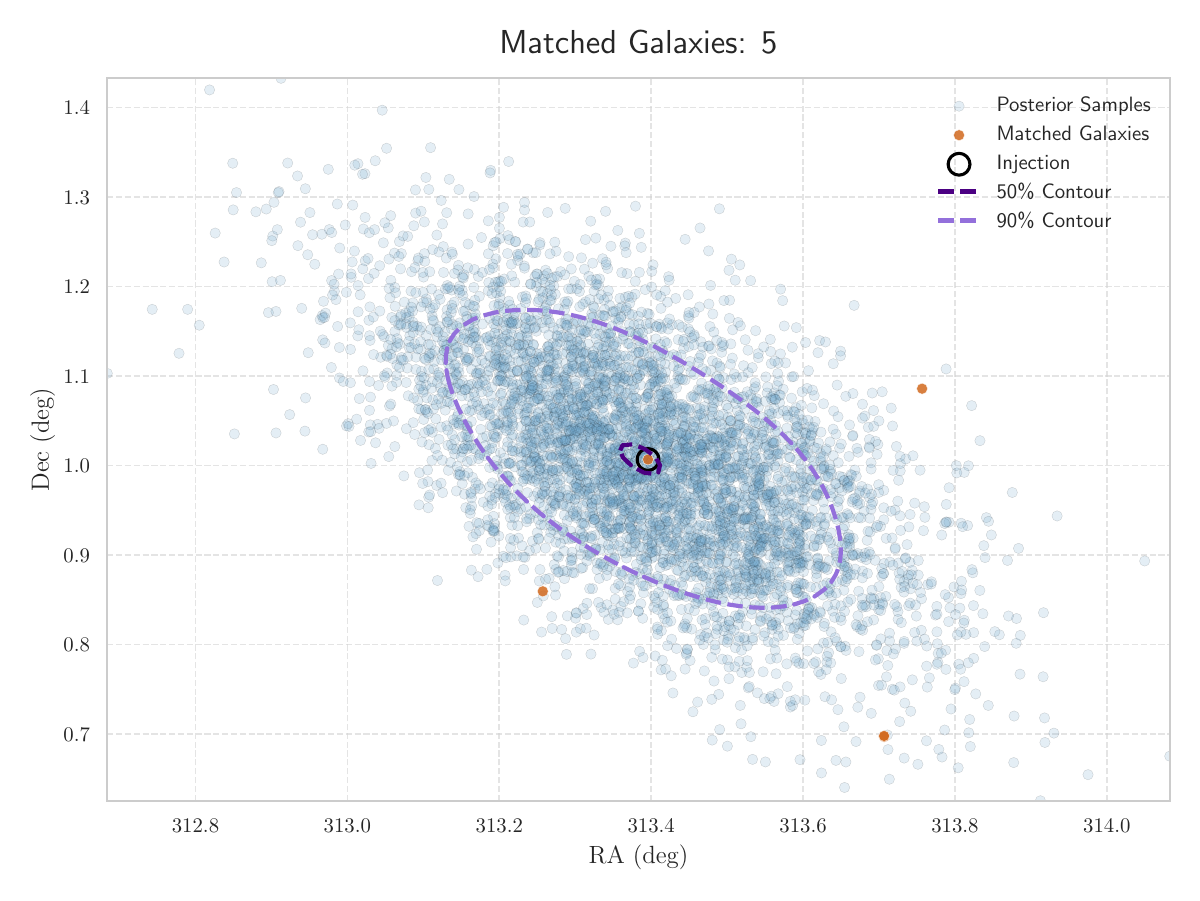 Matched Galaxies: 5
Posterior Samples
Matched Galaxies
Injection
50% Contour
90% Contour
1.4
1.3
1.2
1.1
1.0
0.9
0.8
0.7
Dec (deg)
312.8 313.0 313.2 313.4 313.6 313.8 314.0
RA (deg)